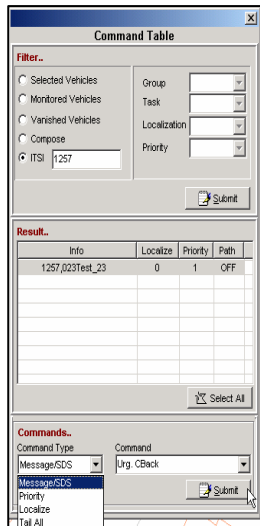 Command Table
Filter..
Selected Vehicles
Monitored Vehicles
Vanished Vehicles
Compose
ITSI 1257
Group
Task
Localization
Priority
Submit
Result..
Info Localize Priority Path
1257,023Test_23 0 1 OFF
Select All
Commands..
Command Type Command
Message/SDS Urg. CBack
Message/SDS
Priority
Localize
Tail All
Submit